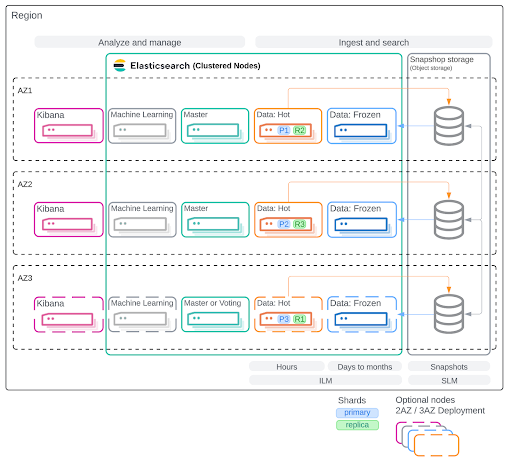 Region
Analyze and manage
Ingest and search
Elasticsearch (Clustered Nodes)
Snapshop storage
(Object storage)
AZ1
Kibana
Machine Learning
Master
Data: Hot
Data: Frozen
P1 R2
AZ2
Kibana
Machine Learning
Master
Data: Hot
Data: Frozen
P2 R3
AZ3
Kibana
Machine Learning
Master or Voting
Data: Hot
Data: Frozen
P3 R1
Hours
Days to months
Snapshots
ILM
SLM
Shards
primary
replica
Optional nodes
2AZ / 3AZ Deployment